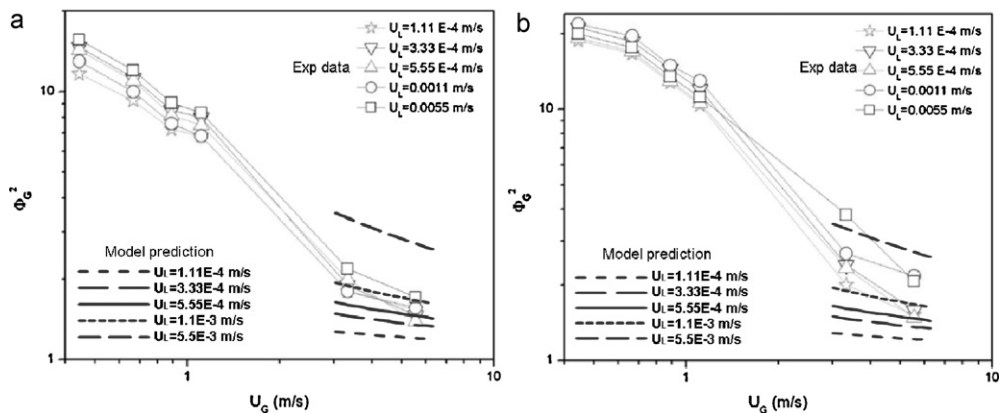 a
U_L=1.11 E-4 m/s
U_L=3.33 E-4 m/s
Exp data
U_L=5.55 E-4 m/s
U_L=0.0011 m/s
U_L=0.0055 m/s
10
Φ_G^2
Model prediction
U_L=1.11E-4 m/s
U_L=3.33E-4 m/s
U_L=5.55E-4 m/s
U_L=1.1E-3 m/s
U_L=5.5E-3 m/s
1
1
10
U_G (m/s)
b
U_L=1.11 E-4 m/s
U_L=3.33 E-4 m/s
Exp data
U_L=5.55 E-4 m/s
U_L=0.0011 m/s
U_L=0.0055 m/s
10
Φ_G^2
Model prediction
U_L=1.11E-4 m/s
U_L=3.33E-4 m/s
U_L=5.55E-4 m/s
U_L=1.1E-3 m/s
U_L=5.5E-3 m/s
1
1
10
U_G (m/s)